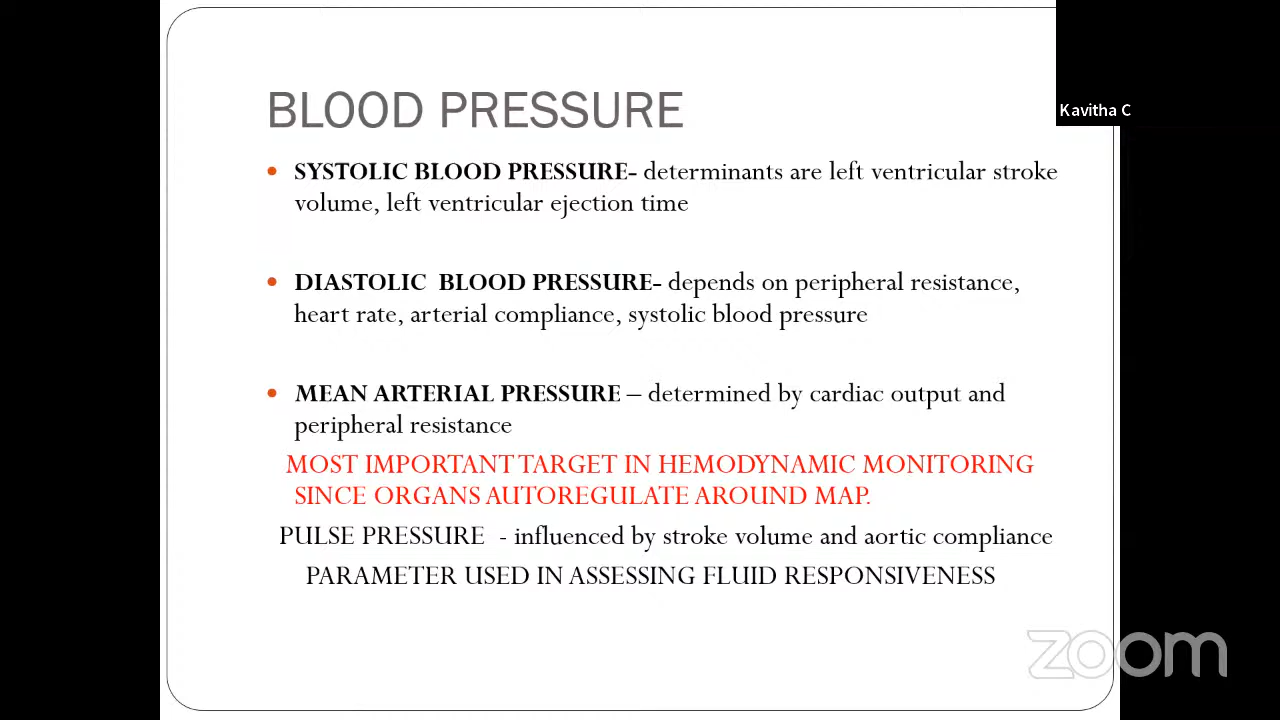 BLOOD PRESSURE
Kavitha C
• SYSTOLIC BLOOD PRESSURE- determinants are left ventricular stroke
volume, left ventricular ejection time
• DIASTOLIC BLOOD PRESSURE- depends on peripheral resistance,
heart rate, arterial compliance, systolic blood pressure
• MEAN ARTERIAL PRESSURE – determined by cardiac output and
peripheral resistance
MOST IMPORTANT TARGET IN HEMODYNAMIC MONITORING
SINCE ORGANS AUTOREGULATE AROUND MAP.
PULSE PRESSURE - influenced by stroke volume and aortic compliance
PARAMETER USED IN ASSESSING FLUID RESPONSIVENESS
zoom